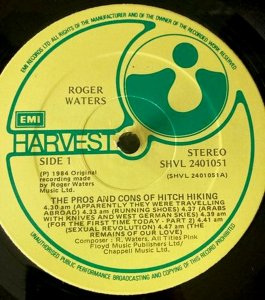 EMI RECORDS LTD. ALL RIGHTS OF THE MANUFACTURER AND OF THE OWNER OF THE RECORDED WORK RESERVED
ROGER
WATERS
EMI
HARVEST
SIDE 1
STEREO
SHVL 2401051
(P) 1984 Original
recording made
by Roger Waters
Music Ltd.
(SHVL 2401051A)
THE PROS AND CONS OF HITCH HIKING
4.30 am (APPARENTLY THEY WERE TRAVELLING
ABROAD) 4.33 am (RUNNING SHOES) 4.37 (ARABS
WITH KNIVES AND WEST GERMAN SKIES) 4.39 am
(FOR THE FIRST TIME TODAY - PART 2) 4.41 am
(SEXUAL REVOLUTION) 4.47 am (THE
REMAINS OF OUR LOVE)
Composer : R. Waters, All Titles Pink
Floyd Music Publishers Ltd/
Chappell Music Ltd.
UNAUTHORISED PUBLIC PERFORMANCE BROADCASTING AND COPYING OF THIS RECORD PROHIBITED